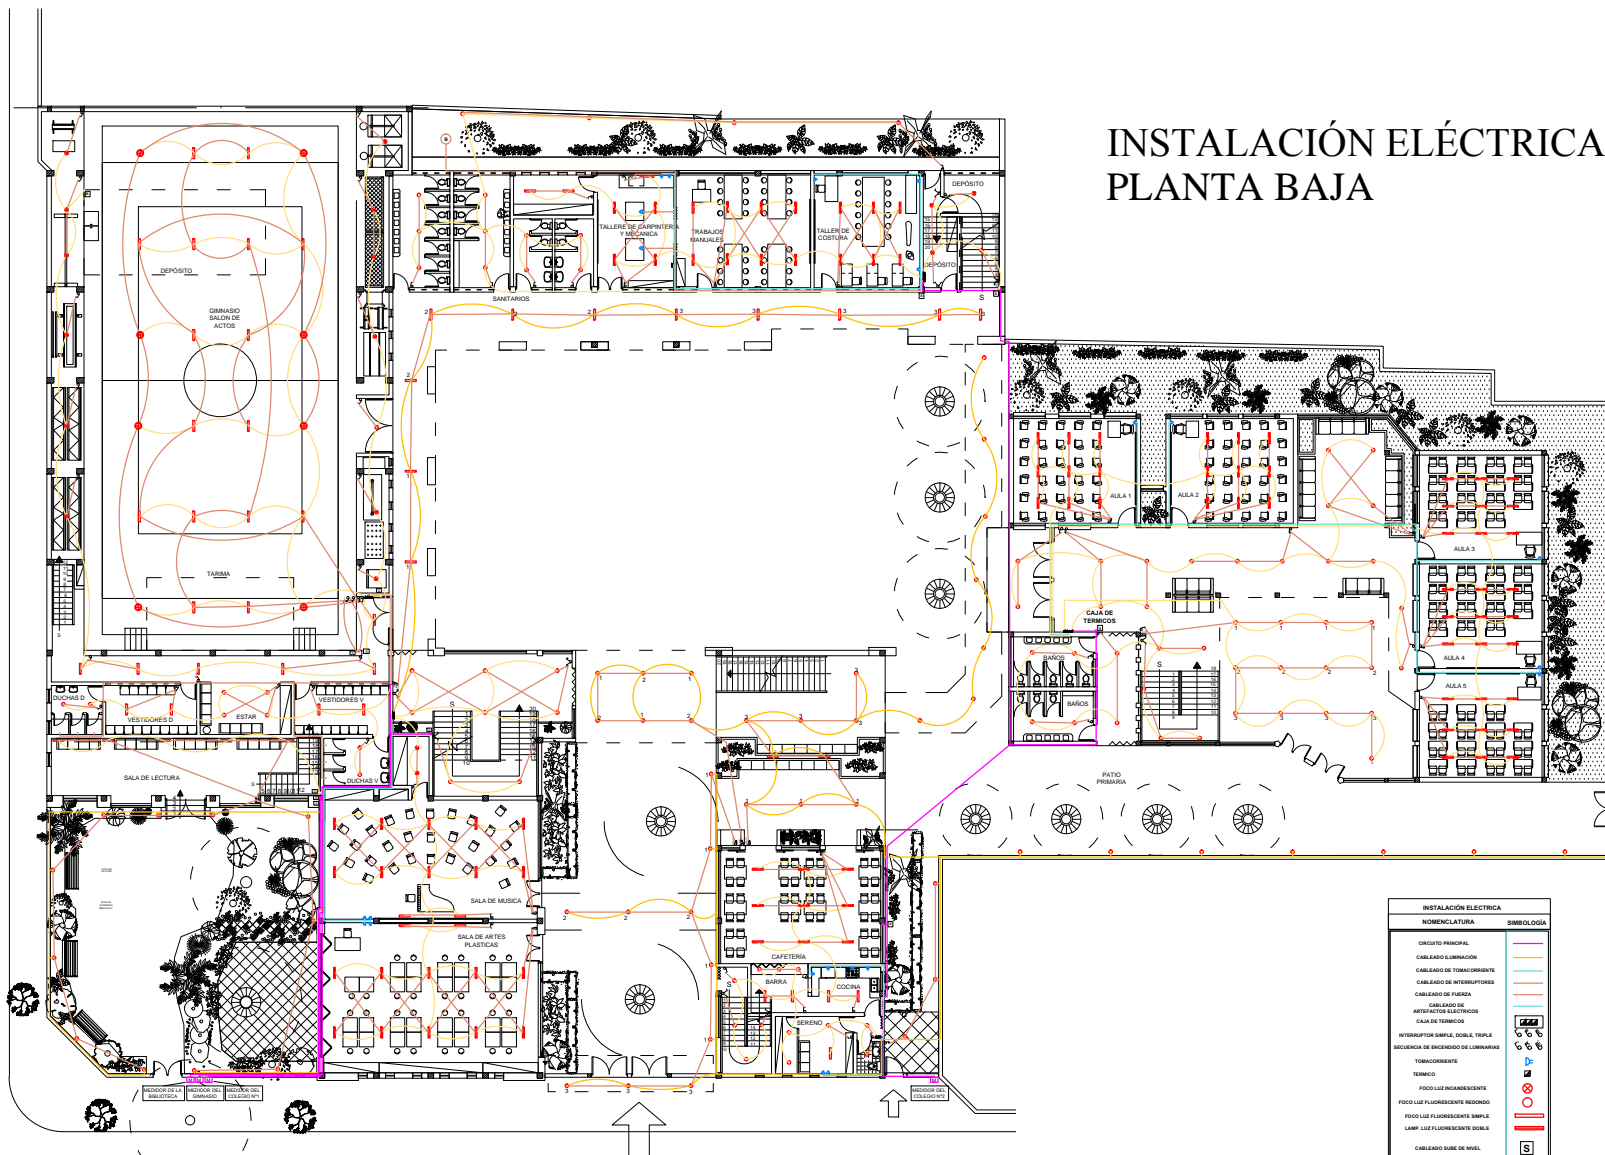 INSTALACIÓN ELÉCTRICA
PLANTA BAJA
DEPÓSITO
TALLERE DE CARPINTERIA
Y MECÁNICA
TRABAJOS
MANUALES
TALLER DE
COSTURA
DEPÓSITO
DEPÓSITO
SANITARIOS
S
GIMNASIO
SALON DE
ACTOS
AULA 1
AULA 2
AULA 3
TARIMA
CAJA DE
TERMICOS
BAÑOS
BAÑOS
AULA 4
AULA 5
DUCHAS D
VESTIDORES D
ESTAR
VESTIDORES V
SALA DE LECTURA
DUCHAS V
PATIO
PRIMARIA
SALA DE MUSICA
SALA DE ARTES
PLASTICAS
CAFETERÍA
BARRA
COCINA
SERENO
MEDIDOR DE LA
BIBLIOTECA
MEDIDOR DEL
GIMNASIO
MEDIDOR DEL
COLEGIO Nº1
MEDIDOR DEL
COLEGIO Nº2
INSTALACIÓN ELECTRICA
NOMENCLATURA SIMBOLOGÍA
CIRCUITO PRINCIPAL
CABLEADO ILUMINACIÓN
CABLEADO DE TOMACORRIENTE
CABLEADO DE INTERRUPTORES
CABLEADO DE FUERZA
CABLEADO DE
ARTEFACTOS ELECTRICOS
CAJA DE TERMICOS
INTERRUPTOR SIMPLE, DOBLE, TRIPLE
SECUENCIA DE ENCENDIDO DE LUMINARIAS
TOMACORRIENTE
TERMICO
FOCO LUZ INCANDESCENTE
FOCO LUZ FLUORESCENTE REDONDO
FOCO LUZ FLUORESCENTE SIMPLE
LAMP. LUZ FLUORESCENTE DOBLE
CABLEADO SUBE DE NIVEL S